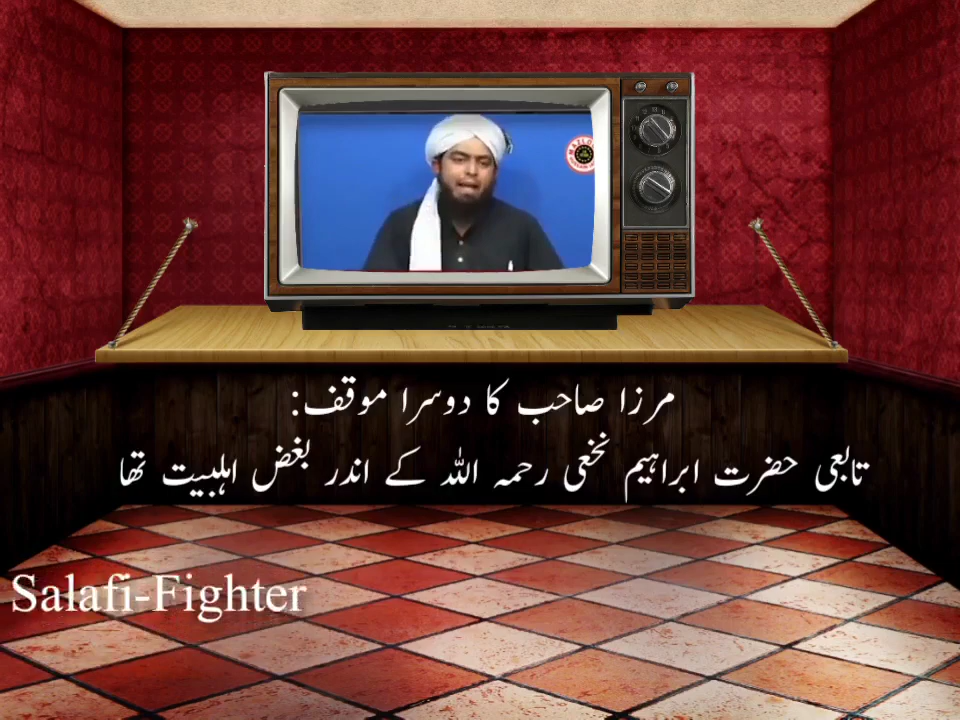 مرزا صاحب کا دوسرا موقف:
تابعی حضرت ابراہیم نخعی رحمہ اللہ کے اندر بغض اہلبیت تھا
Salafi-Fighter